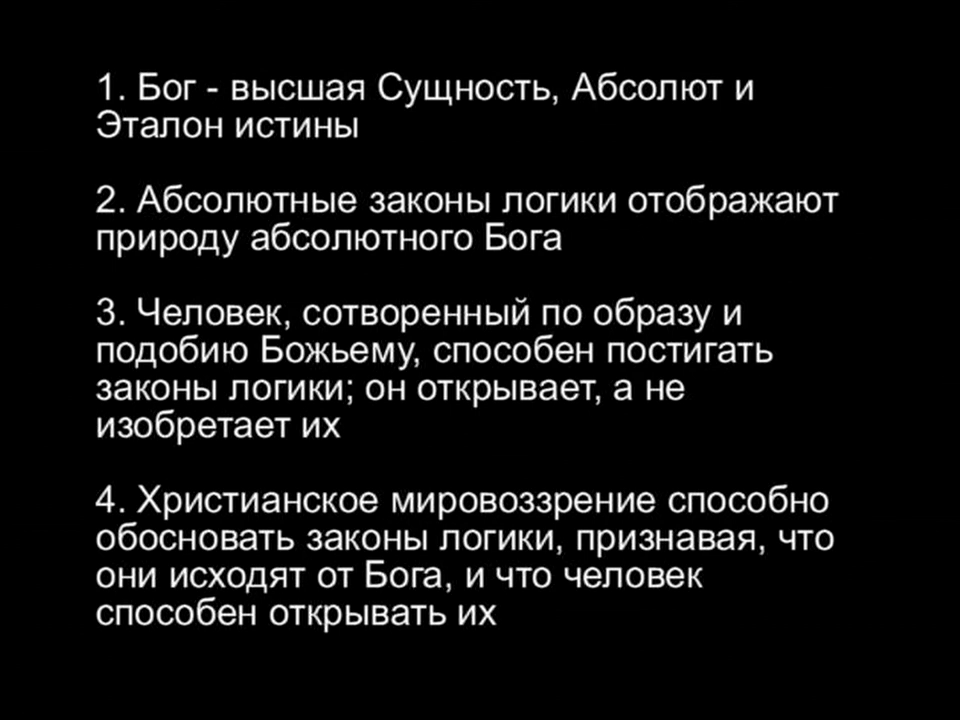 1. Бог - высшая Сущность, Абсолют и
Эталон истины
2. Абсолютные законы логики отображают
природу абсолютного Бога
3. Человек, сотворенный по образу и
подобию Божьему, способен постигать
законы логики; он открывает, а не
изобретает их
4. Христианское мировоззрение способно
обосновать законы логики, признавая, что
они исходят от Бога, и что человек
способен открывать их